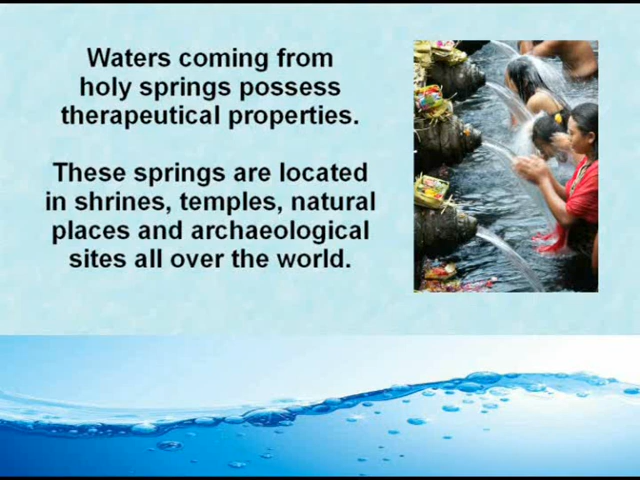 Waters coming from
holy springs possess
therapeutical properties.
These springs are located
in shrines, temples, natural
places and archaeological
sites all over the world.